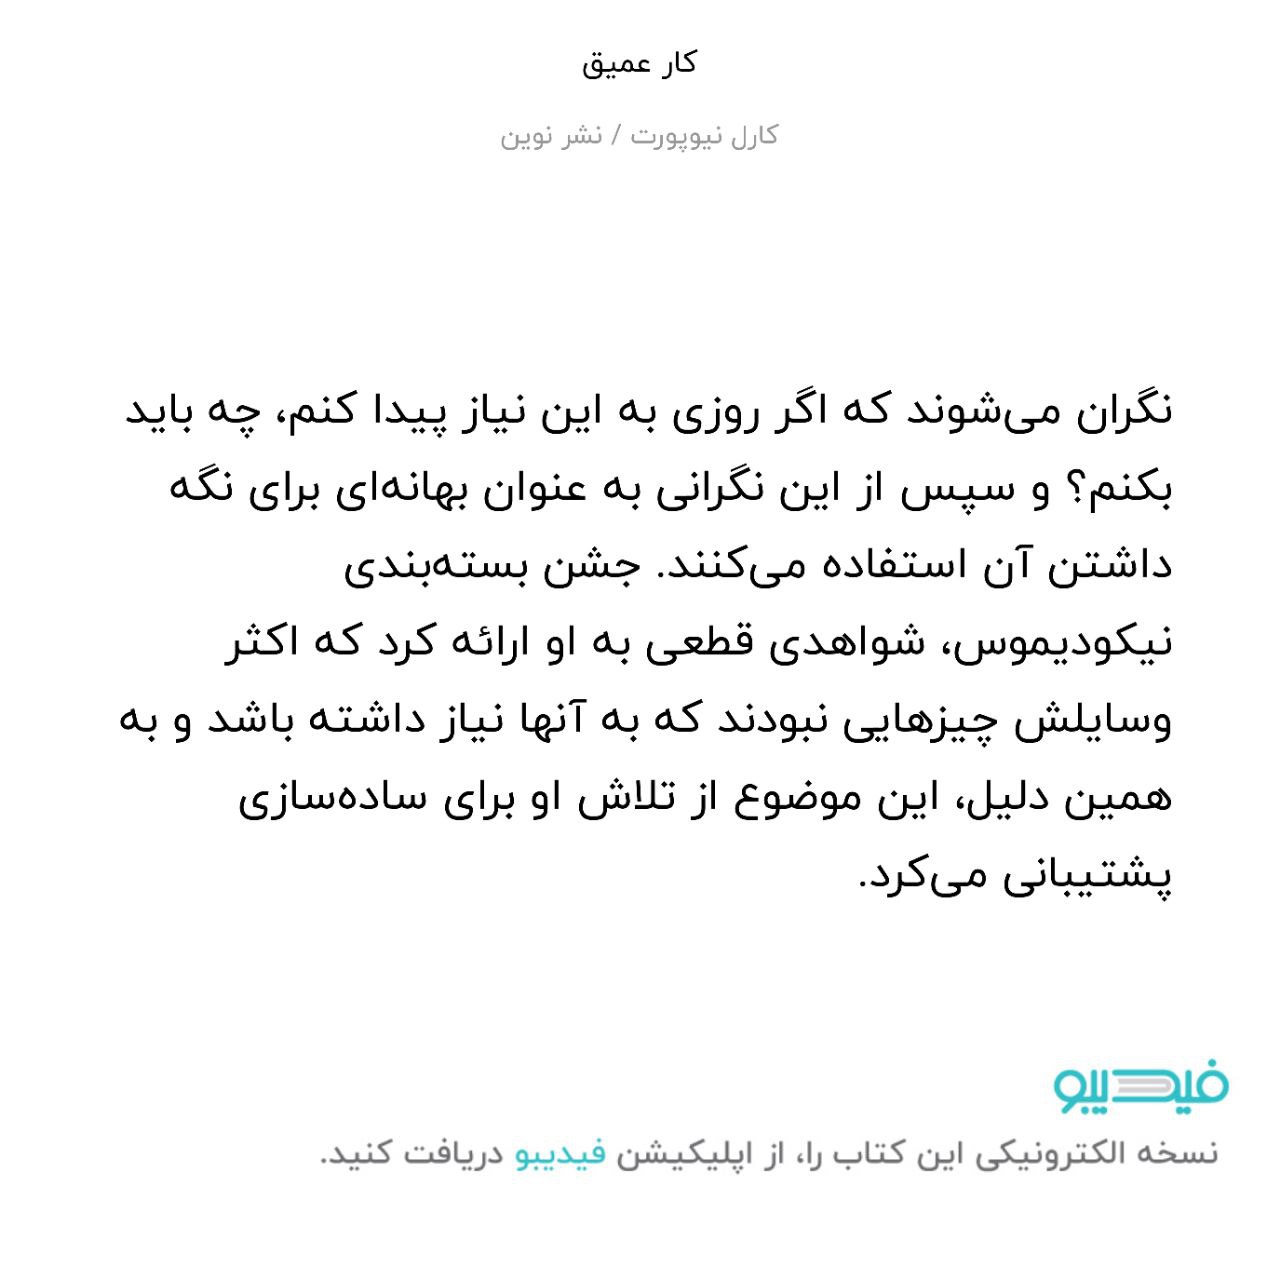 کار عمیق
کارل نیوپورت / نشر نوین
نگران می‌شوند که اگر روزی به این نیاز پیدا کنم، چه باید
بکنم؟ و سپس از این نگرانی به عنوان بهانه‌ای برای نگه
داشتن آن استفاده می‌کنند. جشن بسته‌بندی
نیکودیموس، شواهدی قطعی به او ارائه کرد که اکثر
وسایلش چیزهایی نبودند که به آنها نیاز داشته باشد و به
همین دلیل، این موضوع از تلاش او برای ساده‌سازی
پشتیبانی می‌کرد.
فیدیبو
نسخه الکترونیکی این کتاب را، از اپلیکیشن فیدیبو دریافت کنید.